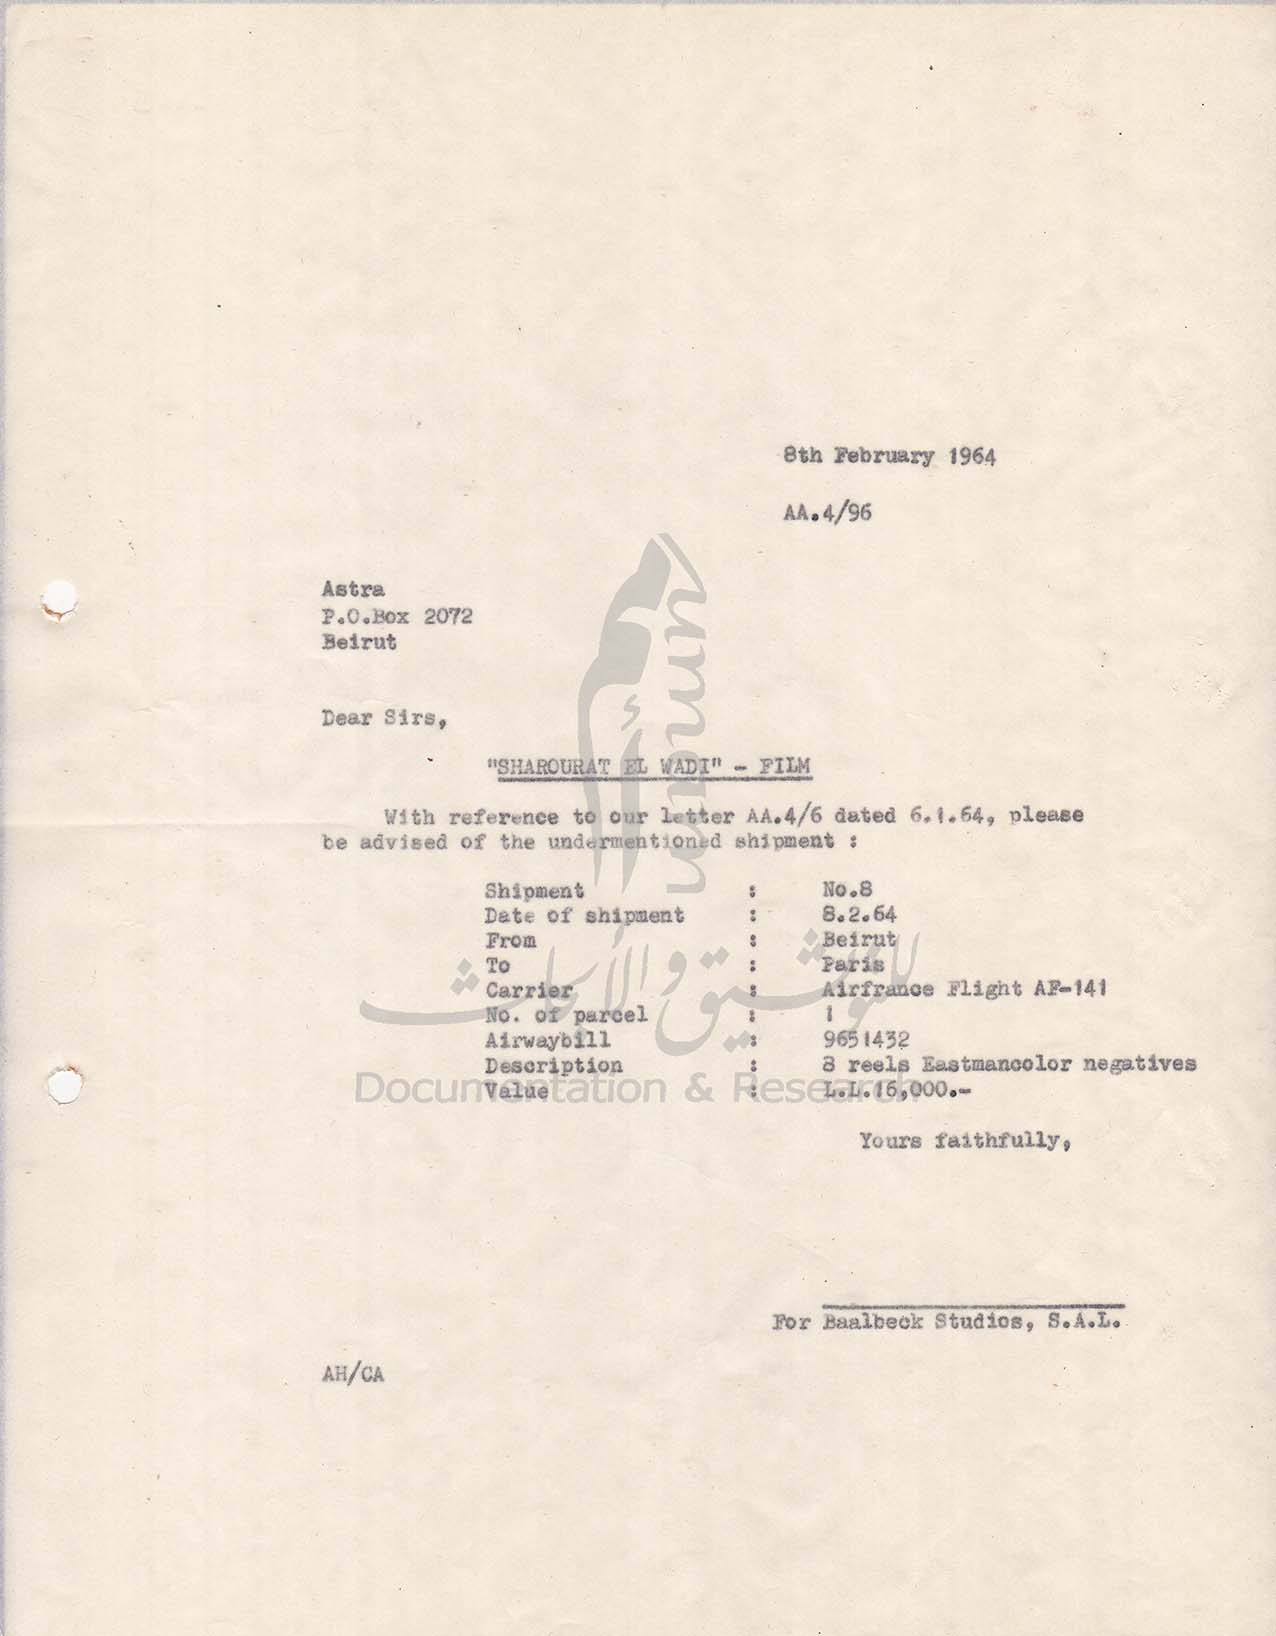 8th February 1964
AA.4/96
Astra
P.O.Box 2072
Beirut
Dear Sirs,
"SHAROURAT EL WADI" - FILM
With reference to our letter AA.4/6 dated 6.1.64, please
be advised of the undermentioned shipment :
Shipment : No.8
Date of shipment : 8.2.64
From : Beirut
To : Paris
Carrier : Airfrance Flight AF-141
No. of parcel : 1
Airwaybill : 9651432
Description : 8 reels Eastmancolor negatives
Value : L.L.16,000.-
Yours faithfully,
For Baalbeck Studios, S.A.L.
AH/CA
umam
أمم
للتوثيق والأبحاث
Documentation & Research